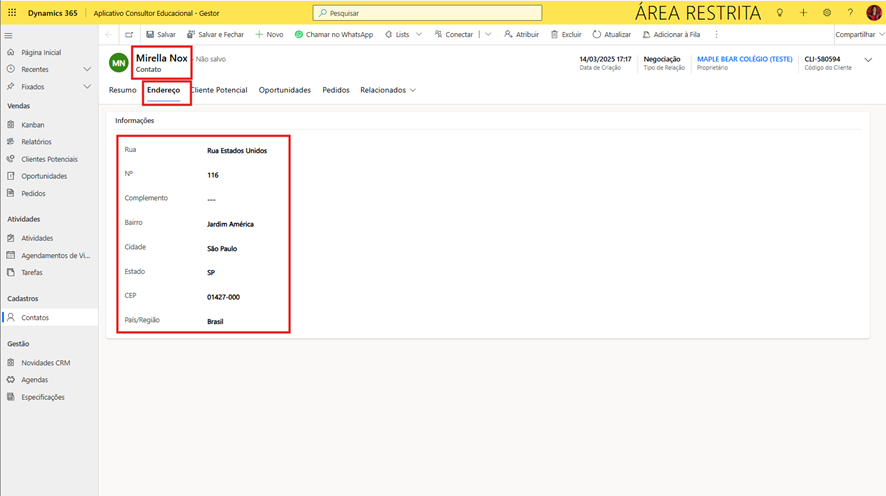 Dynamics 365 Aplicativo Consultor Educacional - Gestor Pesquisar ÁREA RESTRITA
Salvar Salvar e Fechar Novo Chamar no WhatsApp Lists Conectar Atribuir Excluir Atualizar Adicionar à Fila Compartilhar
Página Inicial
Recentes
Fixados
Vendas
Kanban
Relatórios
Clientes Potenciais
Oportunidades
Pedidos
Atividades
Atividades
Agendamentos de Vi...
Tarefas
Cadastros
Contatos
Gestão
Novidades CRM
Agendas
Especificações
MN
Mirella Nox - Não salvo
Contato
14/03/2025 17:17
Data de Criação
Negociação
Tipo de Relação
MAPLE BEAR COLÉGIO (TESTE)
Proprietário
CLI-580594
Código do Cliente
Resumo Endereço Cliente Potencial Oportunidades Pedidos Relacionados
Informações
Rua Rua Estados Unidos
Nº 116
Complemento ---
Bairro Jardim América
Cidade São Paulo
Estado SP
CEP 01427-000
País/Região Brasil